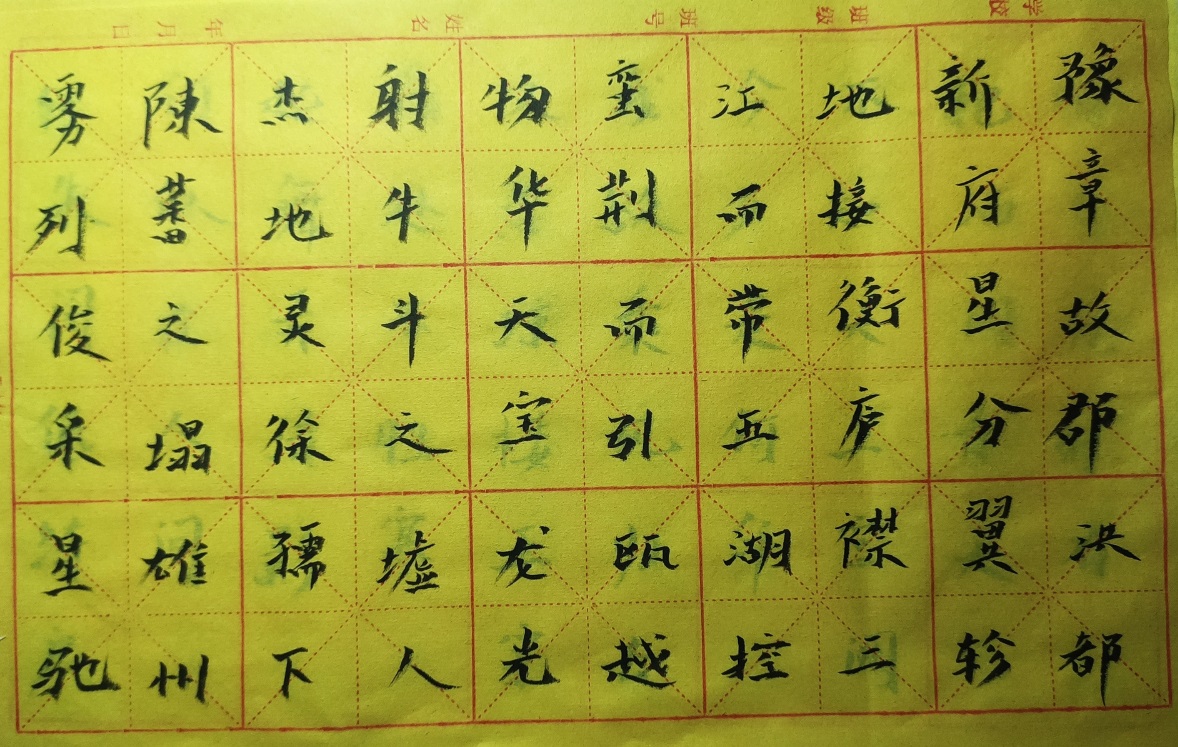 学校 班级 班号 姓名 年 月 日
豫章故郡洪都
新府星分翼轸
地接衡庐襟三
江而带五湖控
蛮荆而引瓯越
物华天宝龙光
射牛斗之墟人
杰地灵徐孺下
陳蕃之塌雄州
雾列俊采星驰